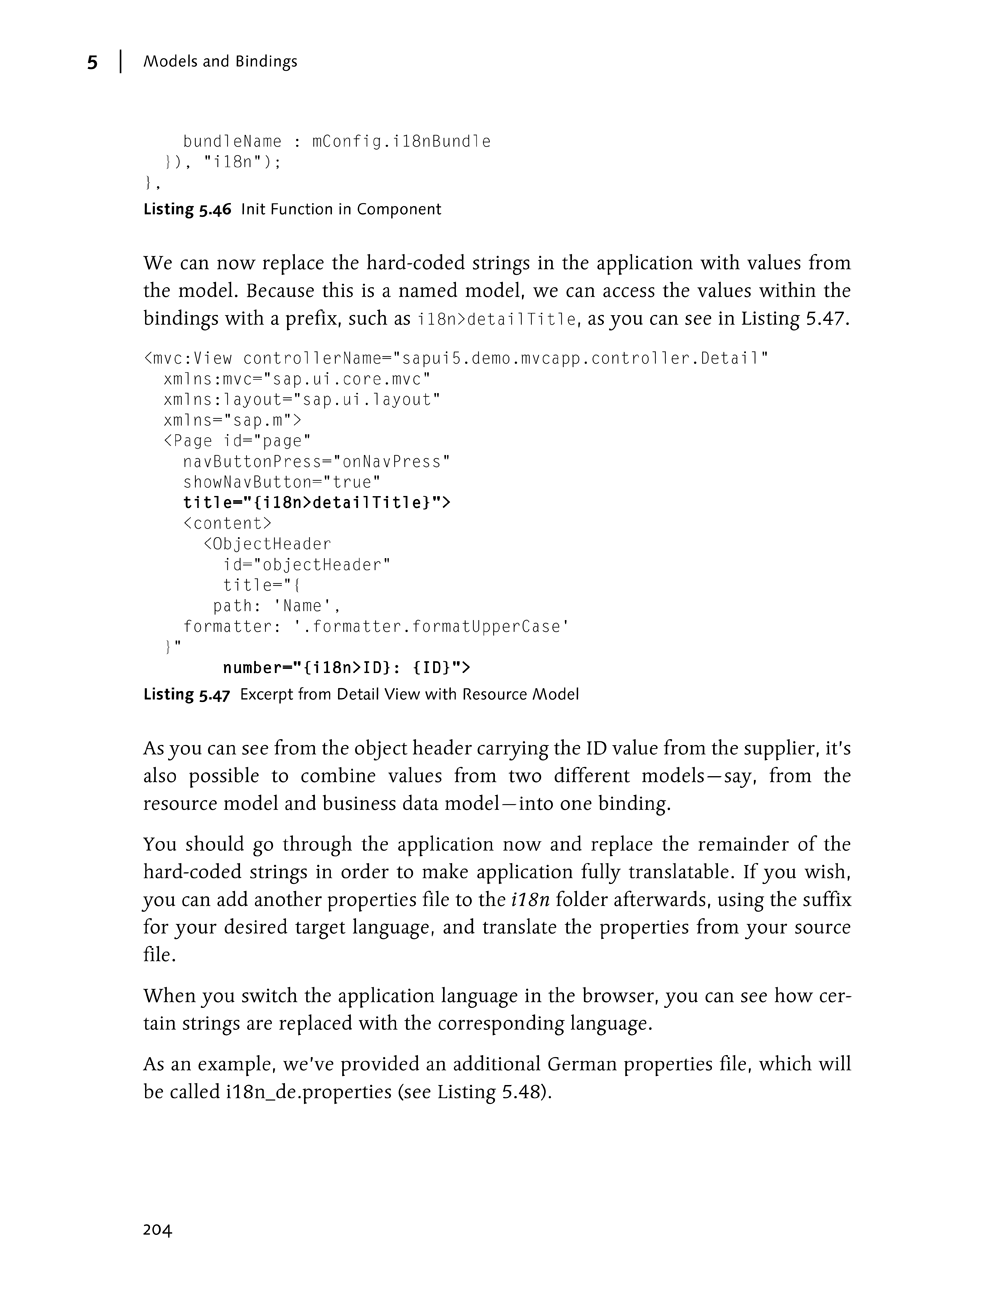 5 | Models and Bindings
bundleName : mConfig.i18nBundle
}), "i18n");
},
Listing 5.46 Init Function in Component
We can now replace the hard-coded strings in the application with values from
the model. Because this is a named model, we can access the values within the
bindings with a prefix, such as i18n>detailTitle, as you can see in Listing 5.47.
<mvc:View controllerName="sapui5.demo.mvcapp.controller.Detail"
xmlns:mvc="sap.ui.core.mvc"
xmlns:layout="sap.ui.layout"
xmlns="sap.m">
<Page id="page"
navButtonPress="onNavPress"
showNavButton="true"
title="{i18n>detailTitle}">
<content>
<ObjectHeader
id="objectHeader"
title="{
path: 'Name',
formatter: '.formatter.formatUpperCase'
}"
number="{i18n>ID}: {ID}">
Listing 5.47 Excerpt from Detail View with Resource Model
As you can see from the object header carrying the ID value from the supplier, it's
also possible to combine values from two different models—say, from the
resource model and business data model—into one binding.
You should go through the application now and replace the remainder of the
hard-coded strings in order to make application fully translatable. If you wish,
you can add another properties file to the i18n folder afterwards, using the suffix
for your desired target language, and translate the properties from your source
file.
When you switch the application language in the browser, you can see how cer-
tain strings are replaced with the corresponding language.
As an example, we've provided an additional German properties file, which will
be called i18n_de.properties (see Listing 5.48).
204